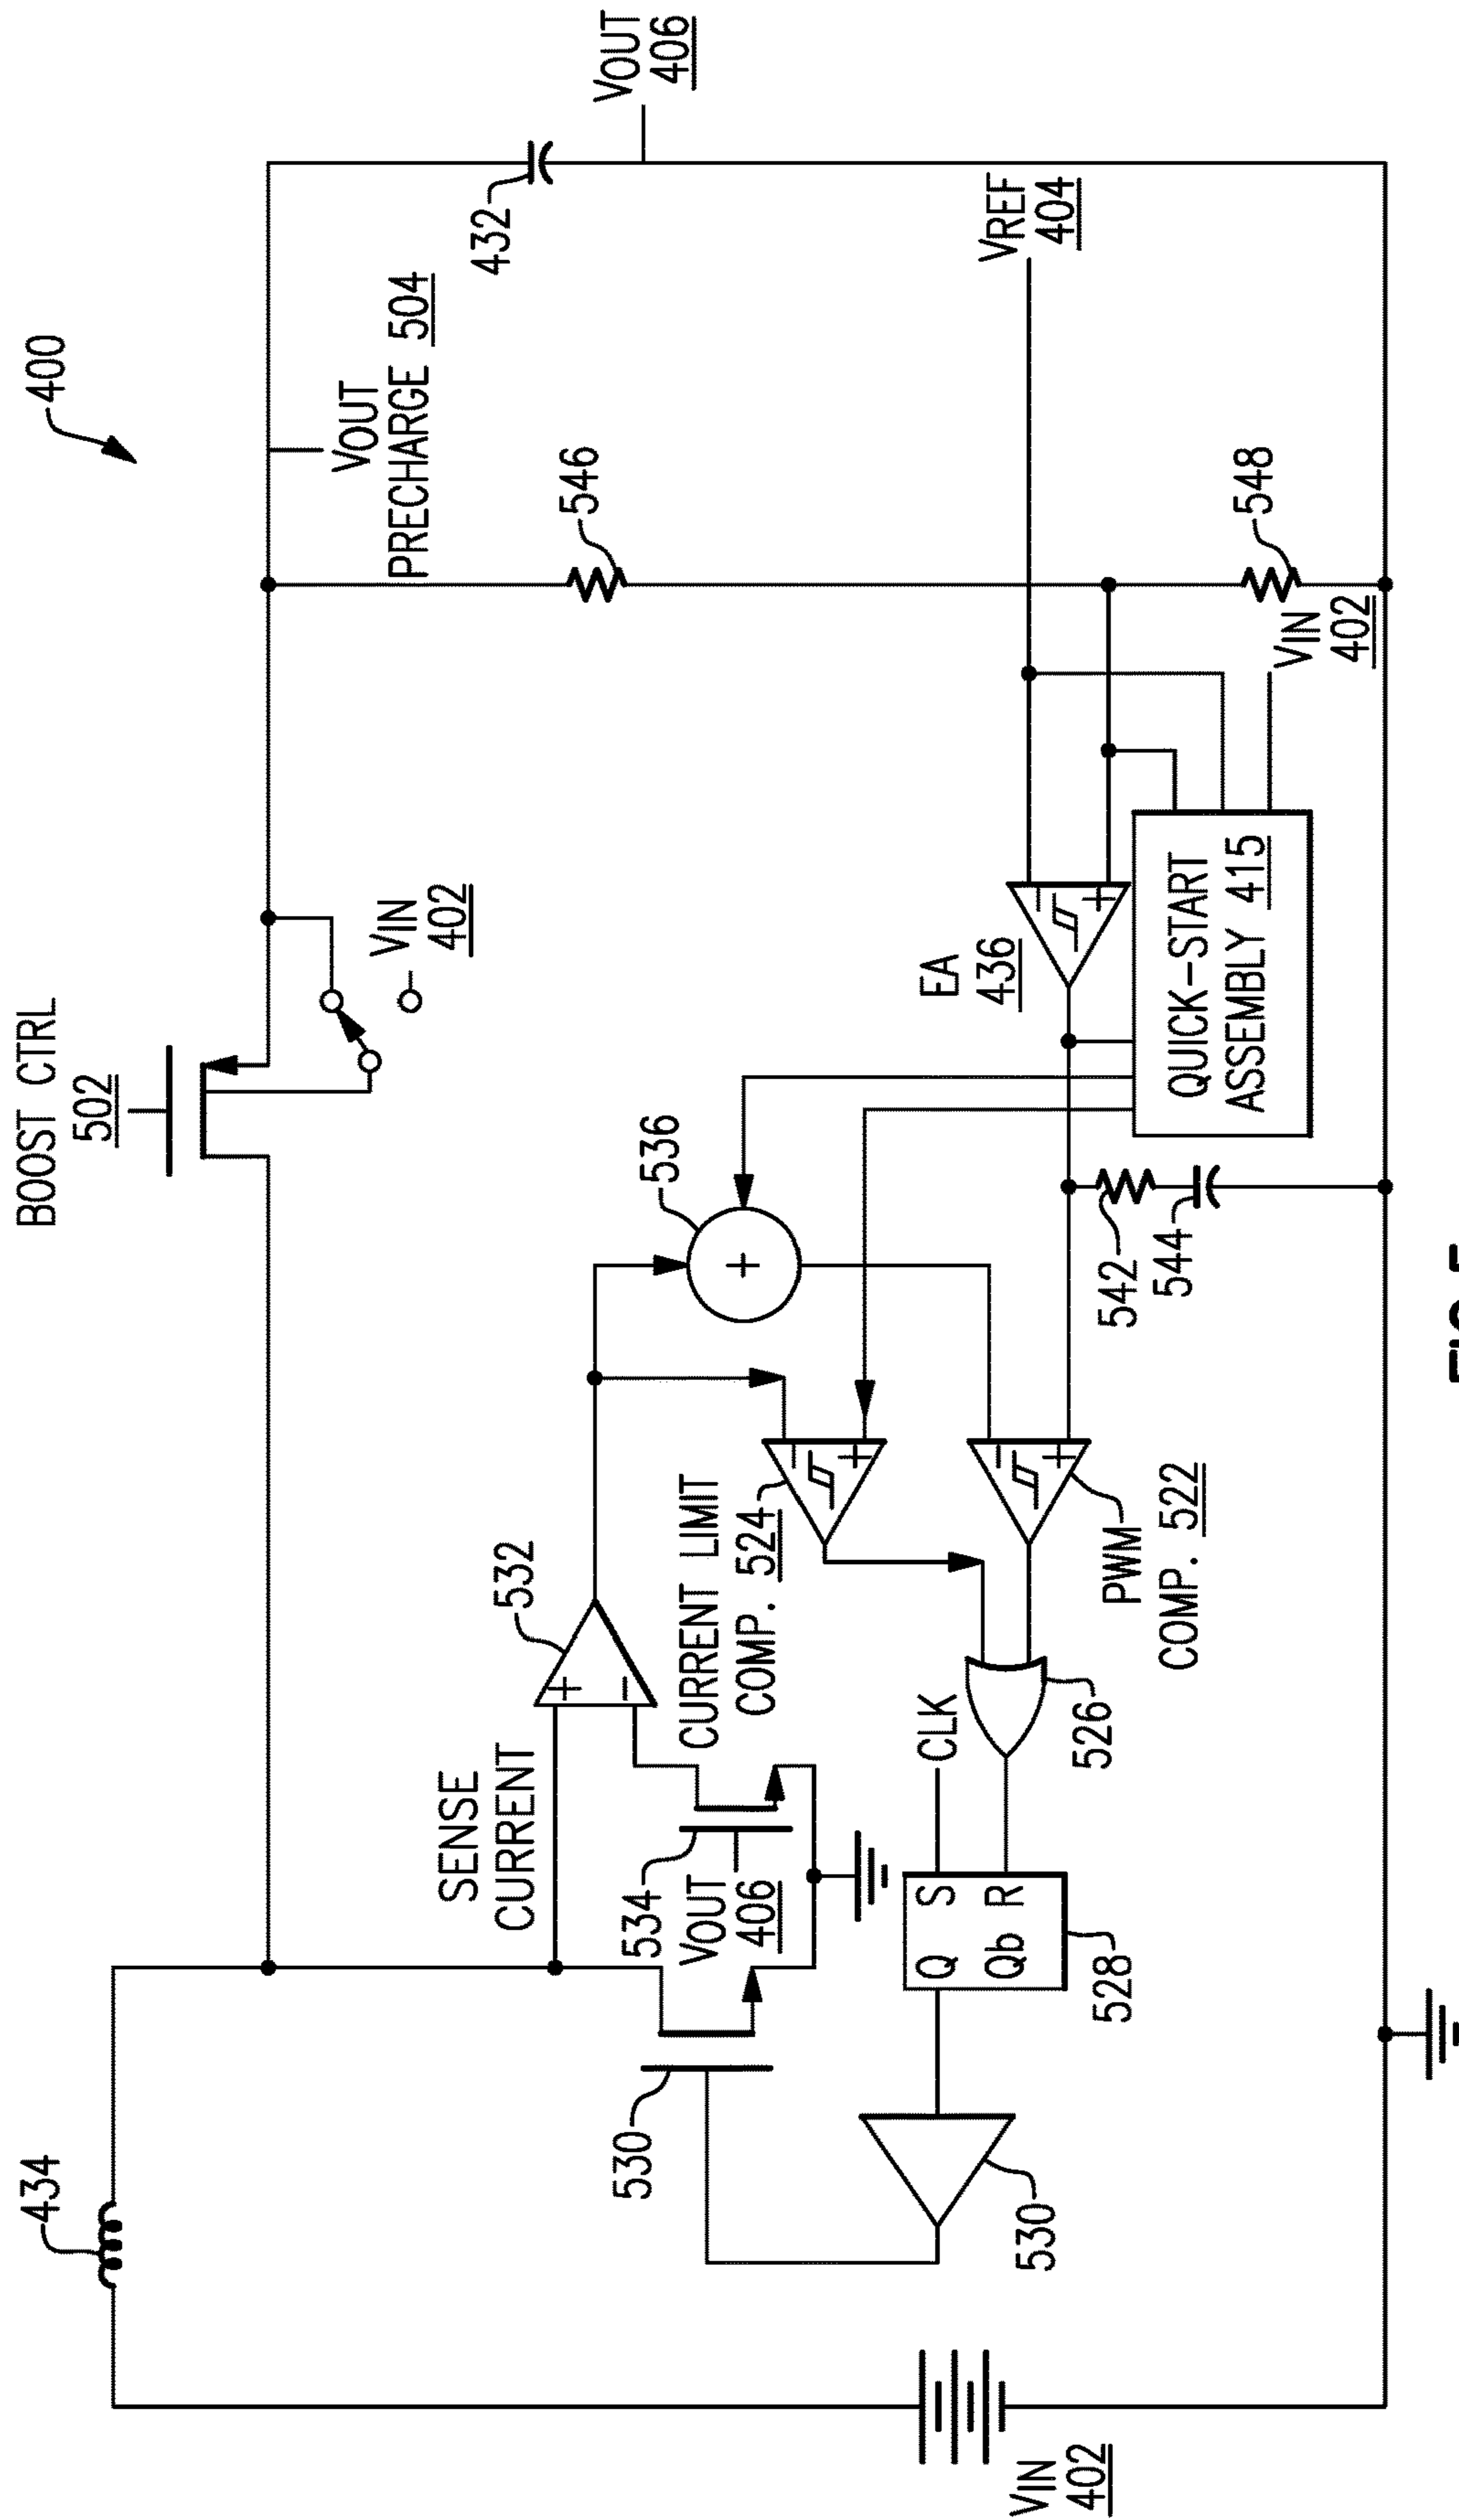 400
BOOST CTRL
502
434
VOUT
PRECHARGE 504
VIN
402
432
VOUT
406
546
536
532
SENSE
CURRENT
534
VOUT
406
530
CURRENT LIMIT
COMP. 524
+
−
+
−
+
EA
436
−
+
VREF
404
548
VIN
402
QUICK-START
ASSEMBLY 415
542
544
−
+
PWM
COMP. 522
526
CLK
Q S
Qb R
528
530
VIN
402